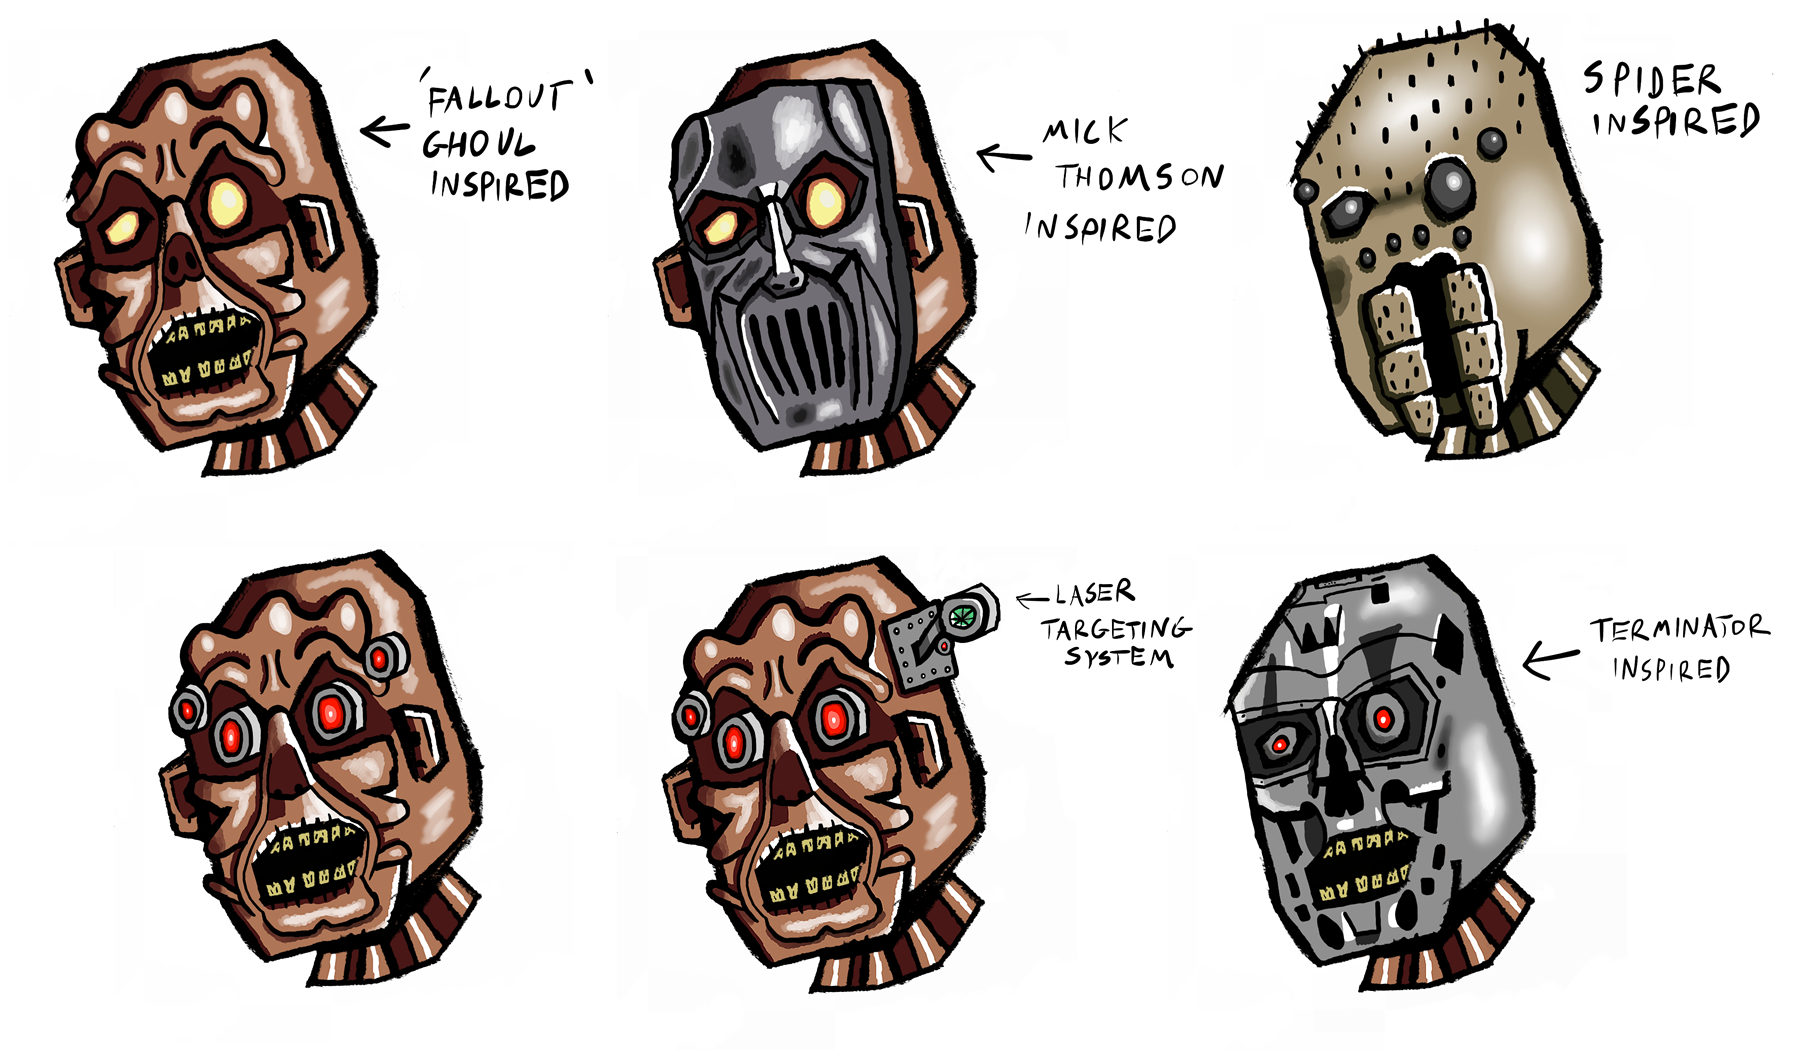 'FALLOUT'
GHOUL
INSPIRED
MICK
THOMSON
INSPIRED
SPIDER
INSPIRED
LASER
TARGETING
SYSTEM
TERMINATOR
INSPIRED